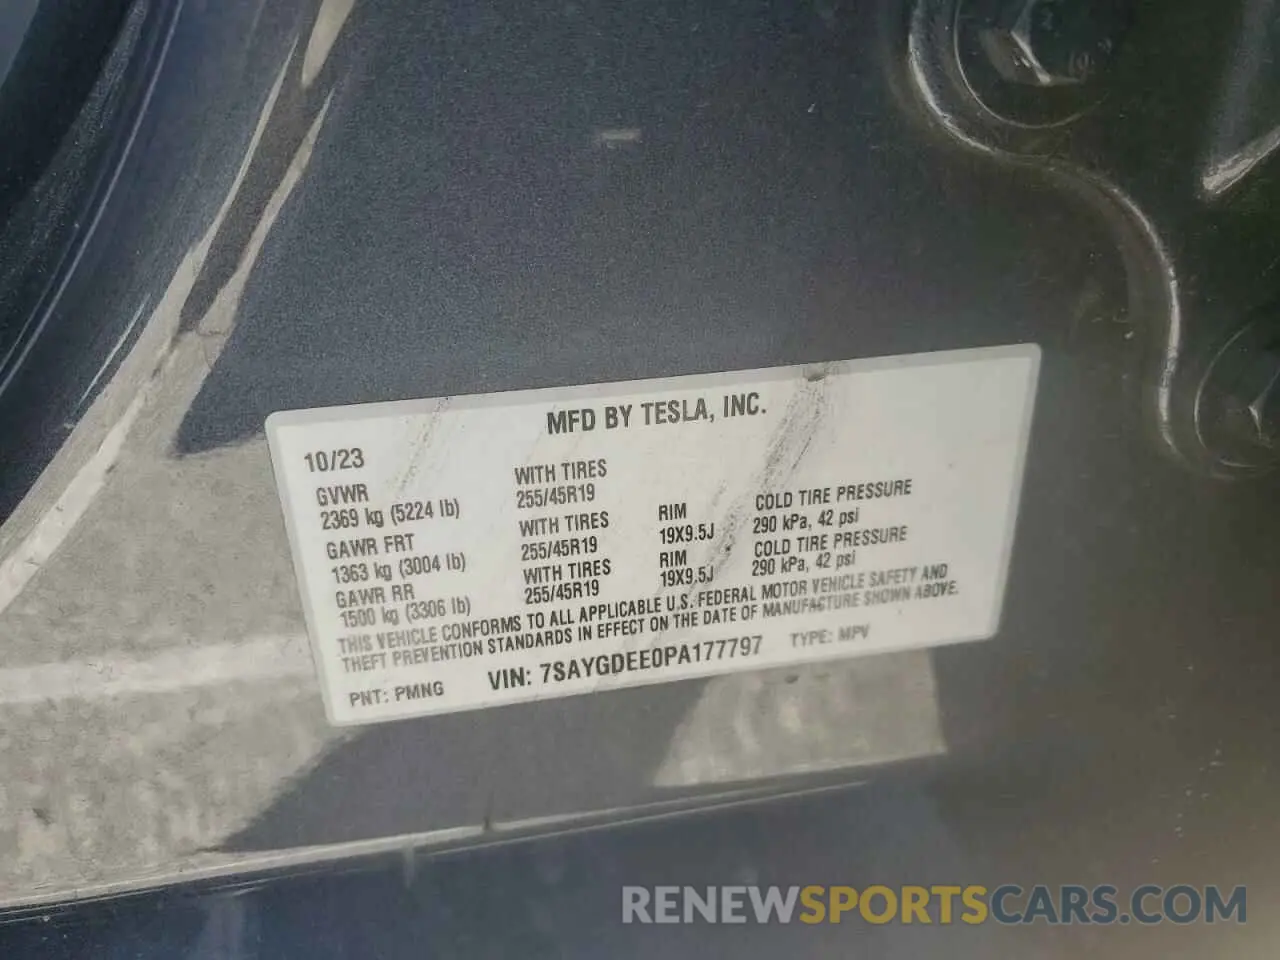 MFD BY TESLA, INC.
10/23
GVWR
2369 kg (5224 lb)
WITH TIRES
255/45R19
GAWR FRT
1363 kg (3004 lb)
WITH TIRES
255/45R19
RIM
19X9.5J
COLD TIRE PRESSURE
290 kPa, 42 psi
GAWR RR
1500 kg (3306 lb)
WITH TIRES
255/45R19
RIM
19X9.5J
COLD TIRE PRESSURE
290 kPa, 42 psi
THIS VEHICLE CONFORMS TO ALL APPLICABLE U.S. FEDERAL MOTOR VEHICLE SAFETY AND
THEFT PREVENTION STANDARDS IN EFFECT ON THE DATE OF MANUFACTURE SHOWN ABOVE.
PNT: PMNG VIN: 7SAYGDEE0PA177797 TYPE: MPV
RENEWSPORTSCARS.COM